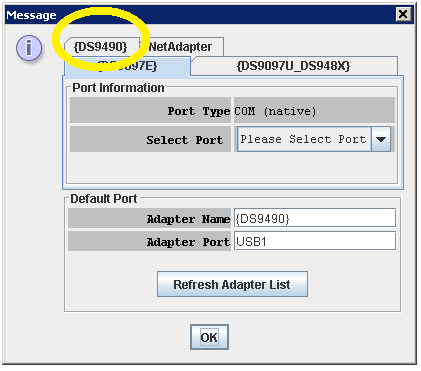 Message
{DS9490} NetAdapter
{DS9097E} {DS9097U_DS948X}
Port Information
Port Type COM (native)
Select Port Please Select Port
Default Port
Adapter Name {DS9490}
Adapter Port USB1
Refresh Adapter List
OK